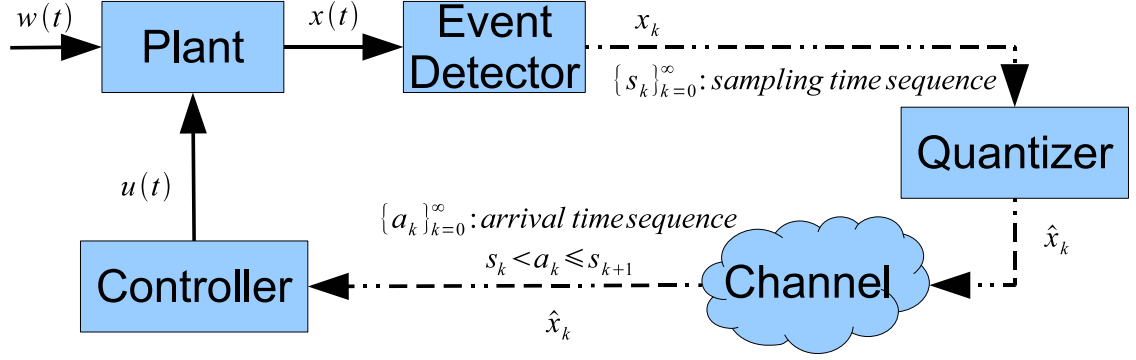 w(t)
x(t)
Plant
Event
Detector
x_k
{s_k}_{k=0}^∞: sampling time sequence
Quantizer
u(t)
{a_k}_{k=0}^∞: arrival time sequence
s_k < a_k ⩽ s_{k+1}
x̂_k
Controller
Channel
x̂_k